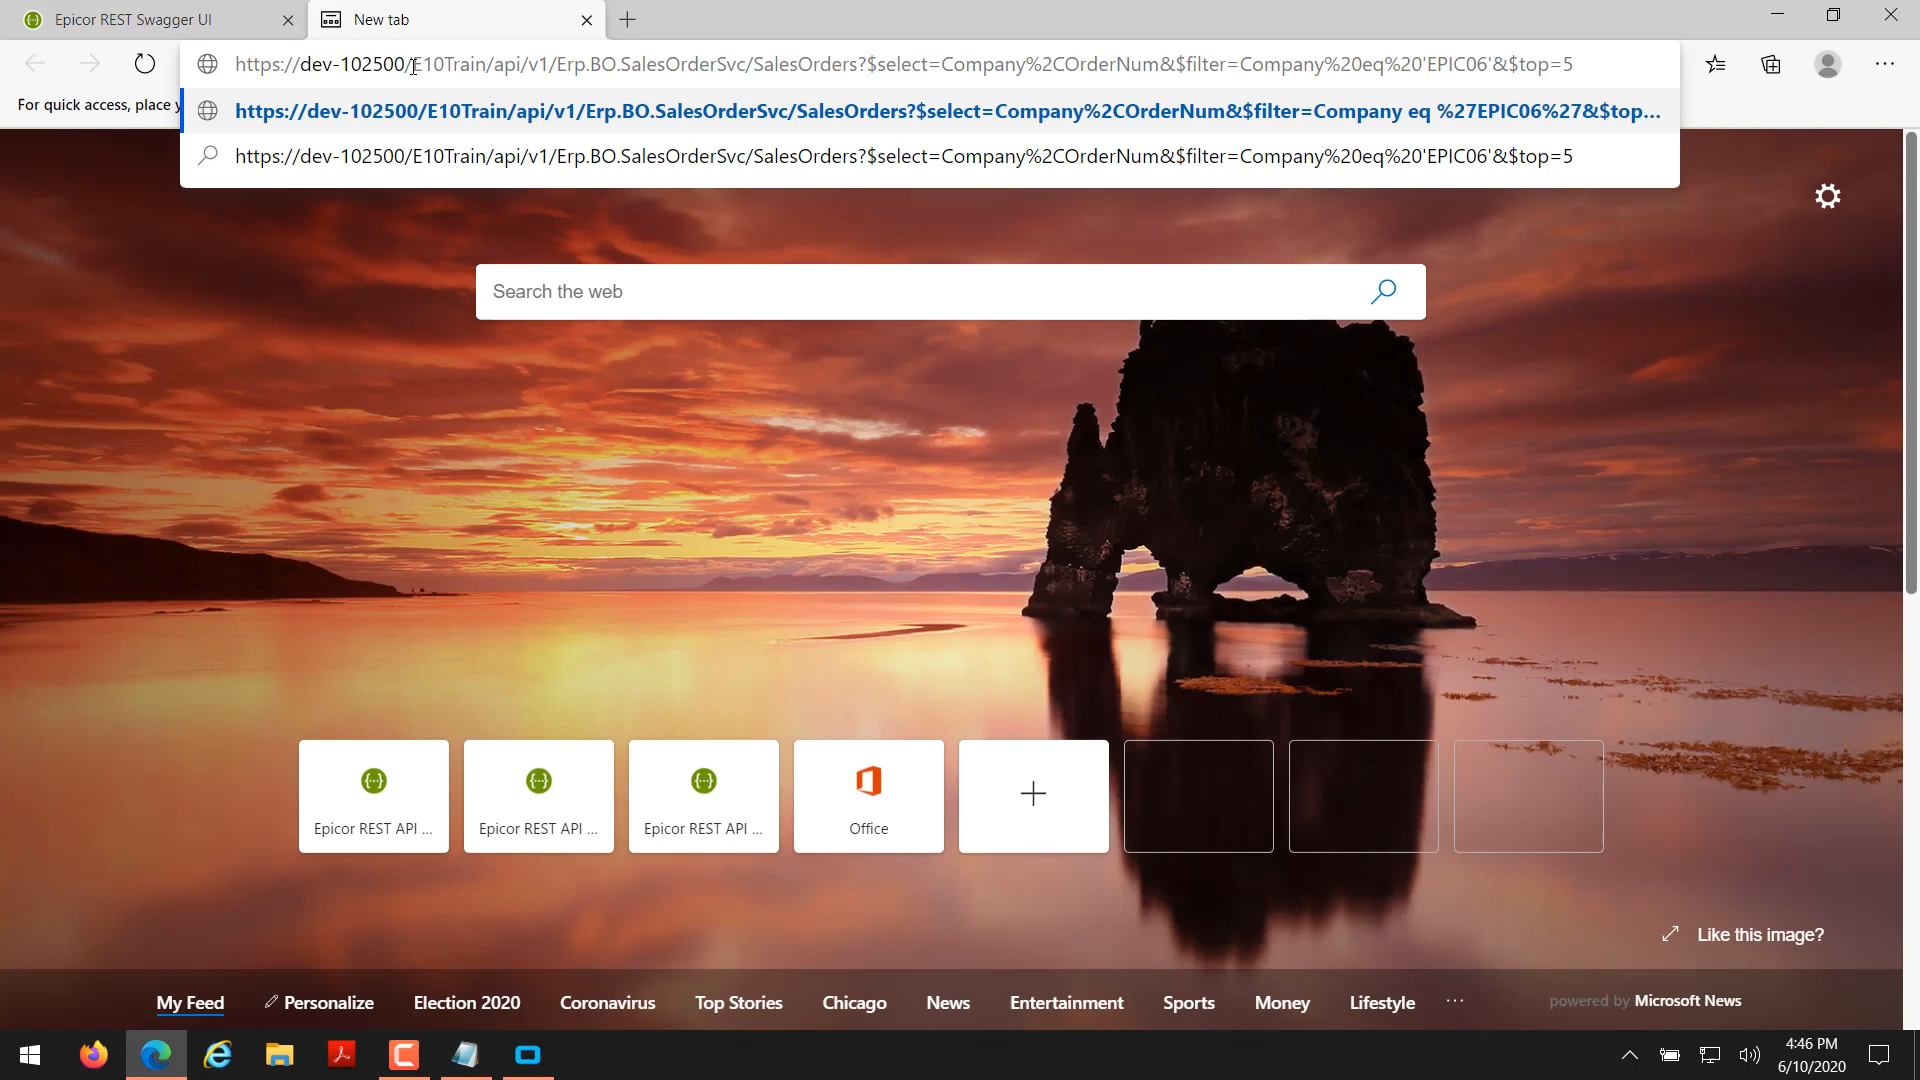 Epicor REST Swagger UI
New tab
https://dev-102500/E10Train/api/v1/Erp.BO.SalesOrderSvc/SalesOrders?$select=Company%2COrderNum&$filter=Company%20eq%20'EPIC06'&$top=5
For quick access, place y
https://dev-102500/E10Train/api/v1/Erp.BO.SalesOrderSvc/SalesOrders?$select=Company%2COrderNum&$filter=Company eq %27EPIC06%27&$top...
https://dev-102500/E10Train/api/v1/Erp.BO.SalesOrderSvc/SalesOrders?$select=Company%2COrderNum&$filter=Company%20eq%20'EPIC06'&$top=5
Search the web
Epicor REST API ...
Epicor REST API ...
Epicor REST API ...
Office
Like this image?
My Feed
Personalize
Election 2020
Coronavirus
Top Stories
Chicago
News
Entertainment
Sports
Money
Lifestyle
...
powered by Microsoft News
4:46 PM
6/10/2020